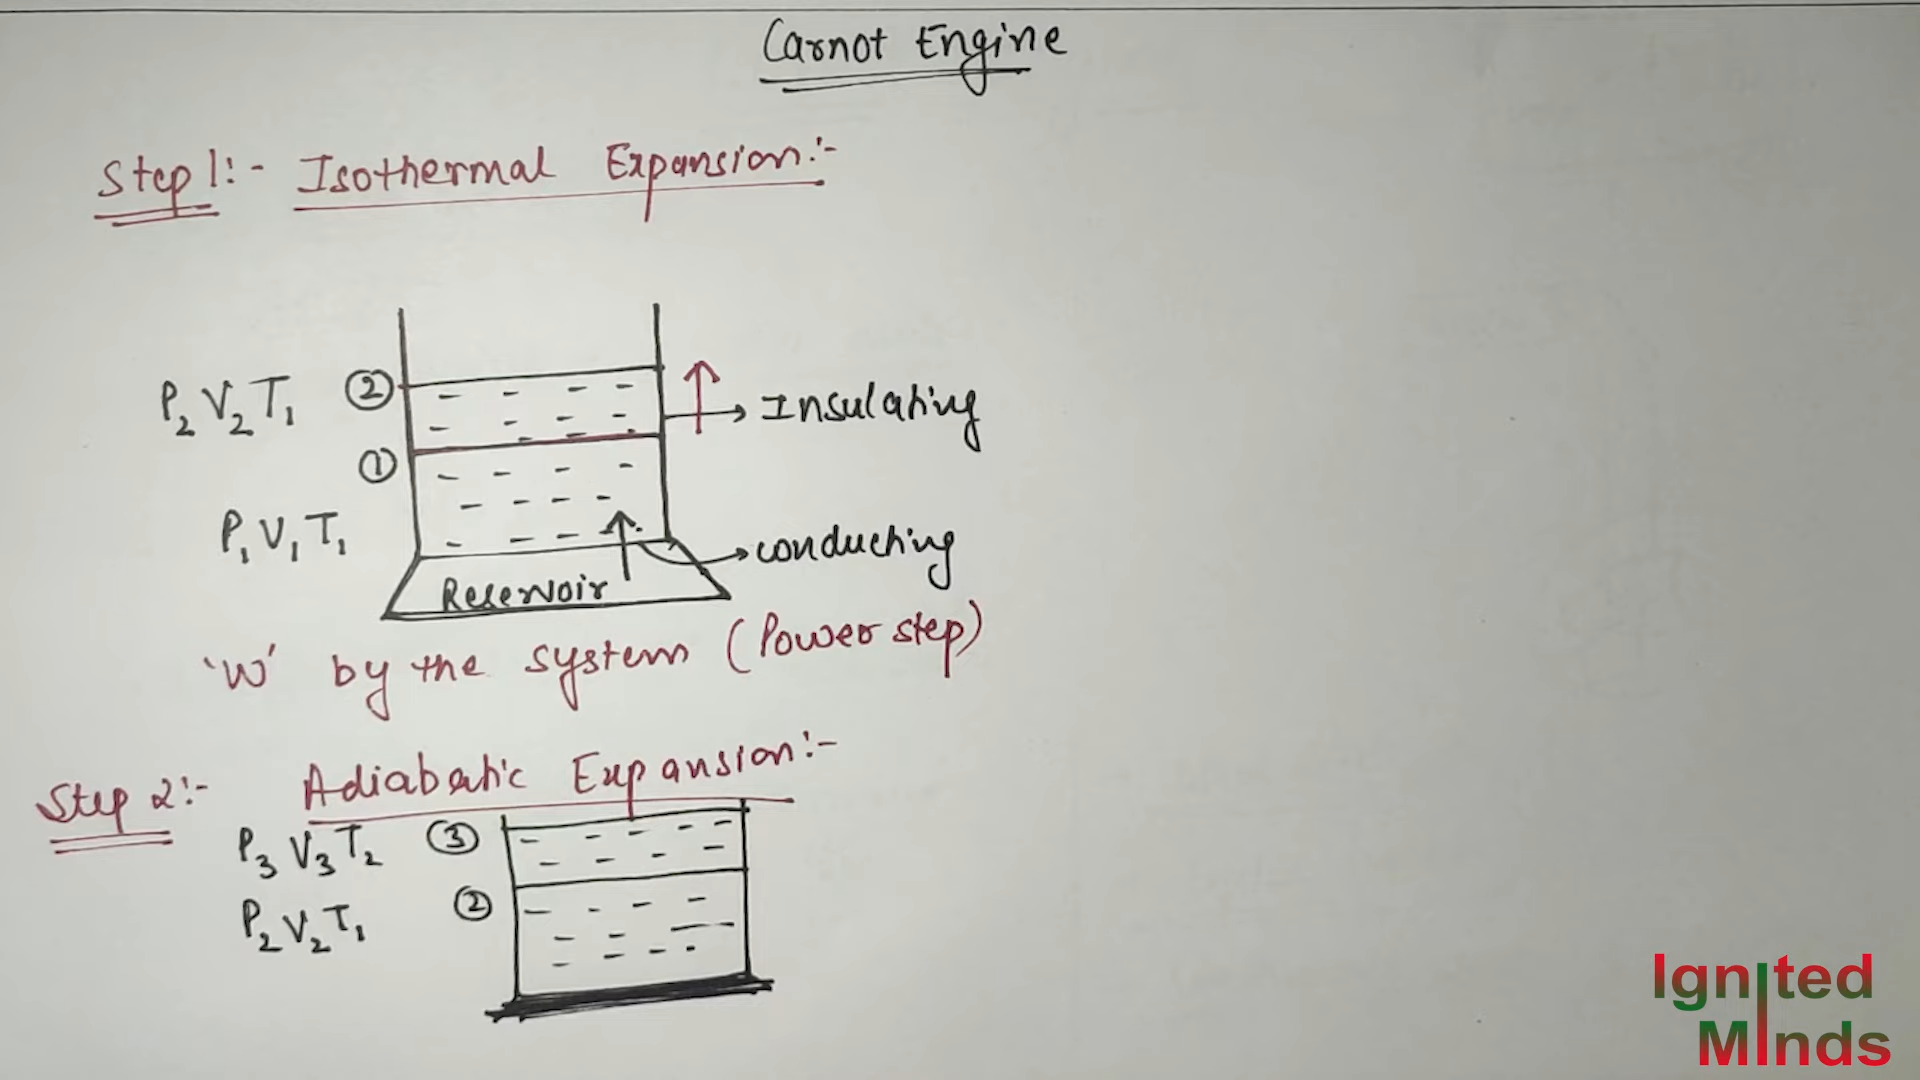 Carnot Engine
Step 1:- Isothermal Expansion:-
P₂ V₂ T₁ ② Insulating
①
P₁ V₁ T₁ conducting
Reservoir
'W' by the system (Power step)
Step 2:- Adiabatic Expansion:-
P₃ V₃ T₂ ③
P₂ V₂ T₁ ②
Ignited
Minds